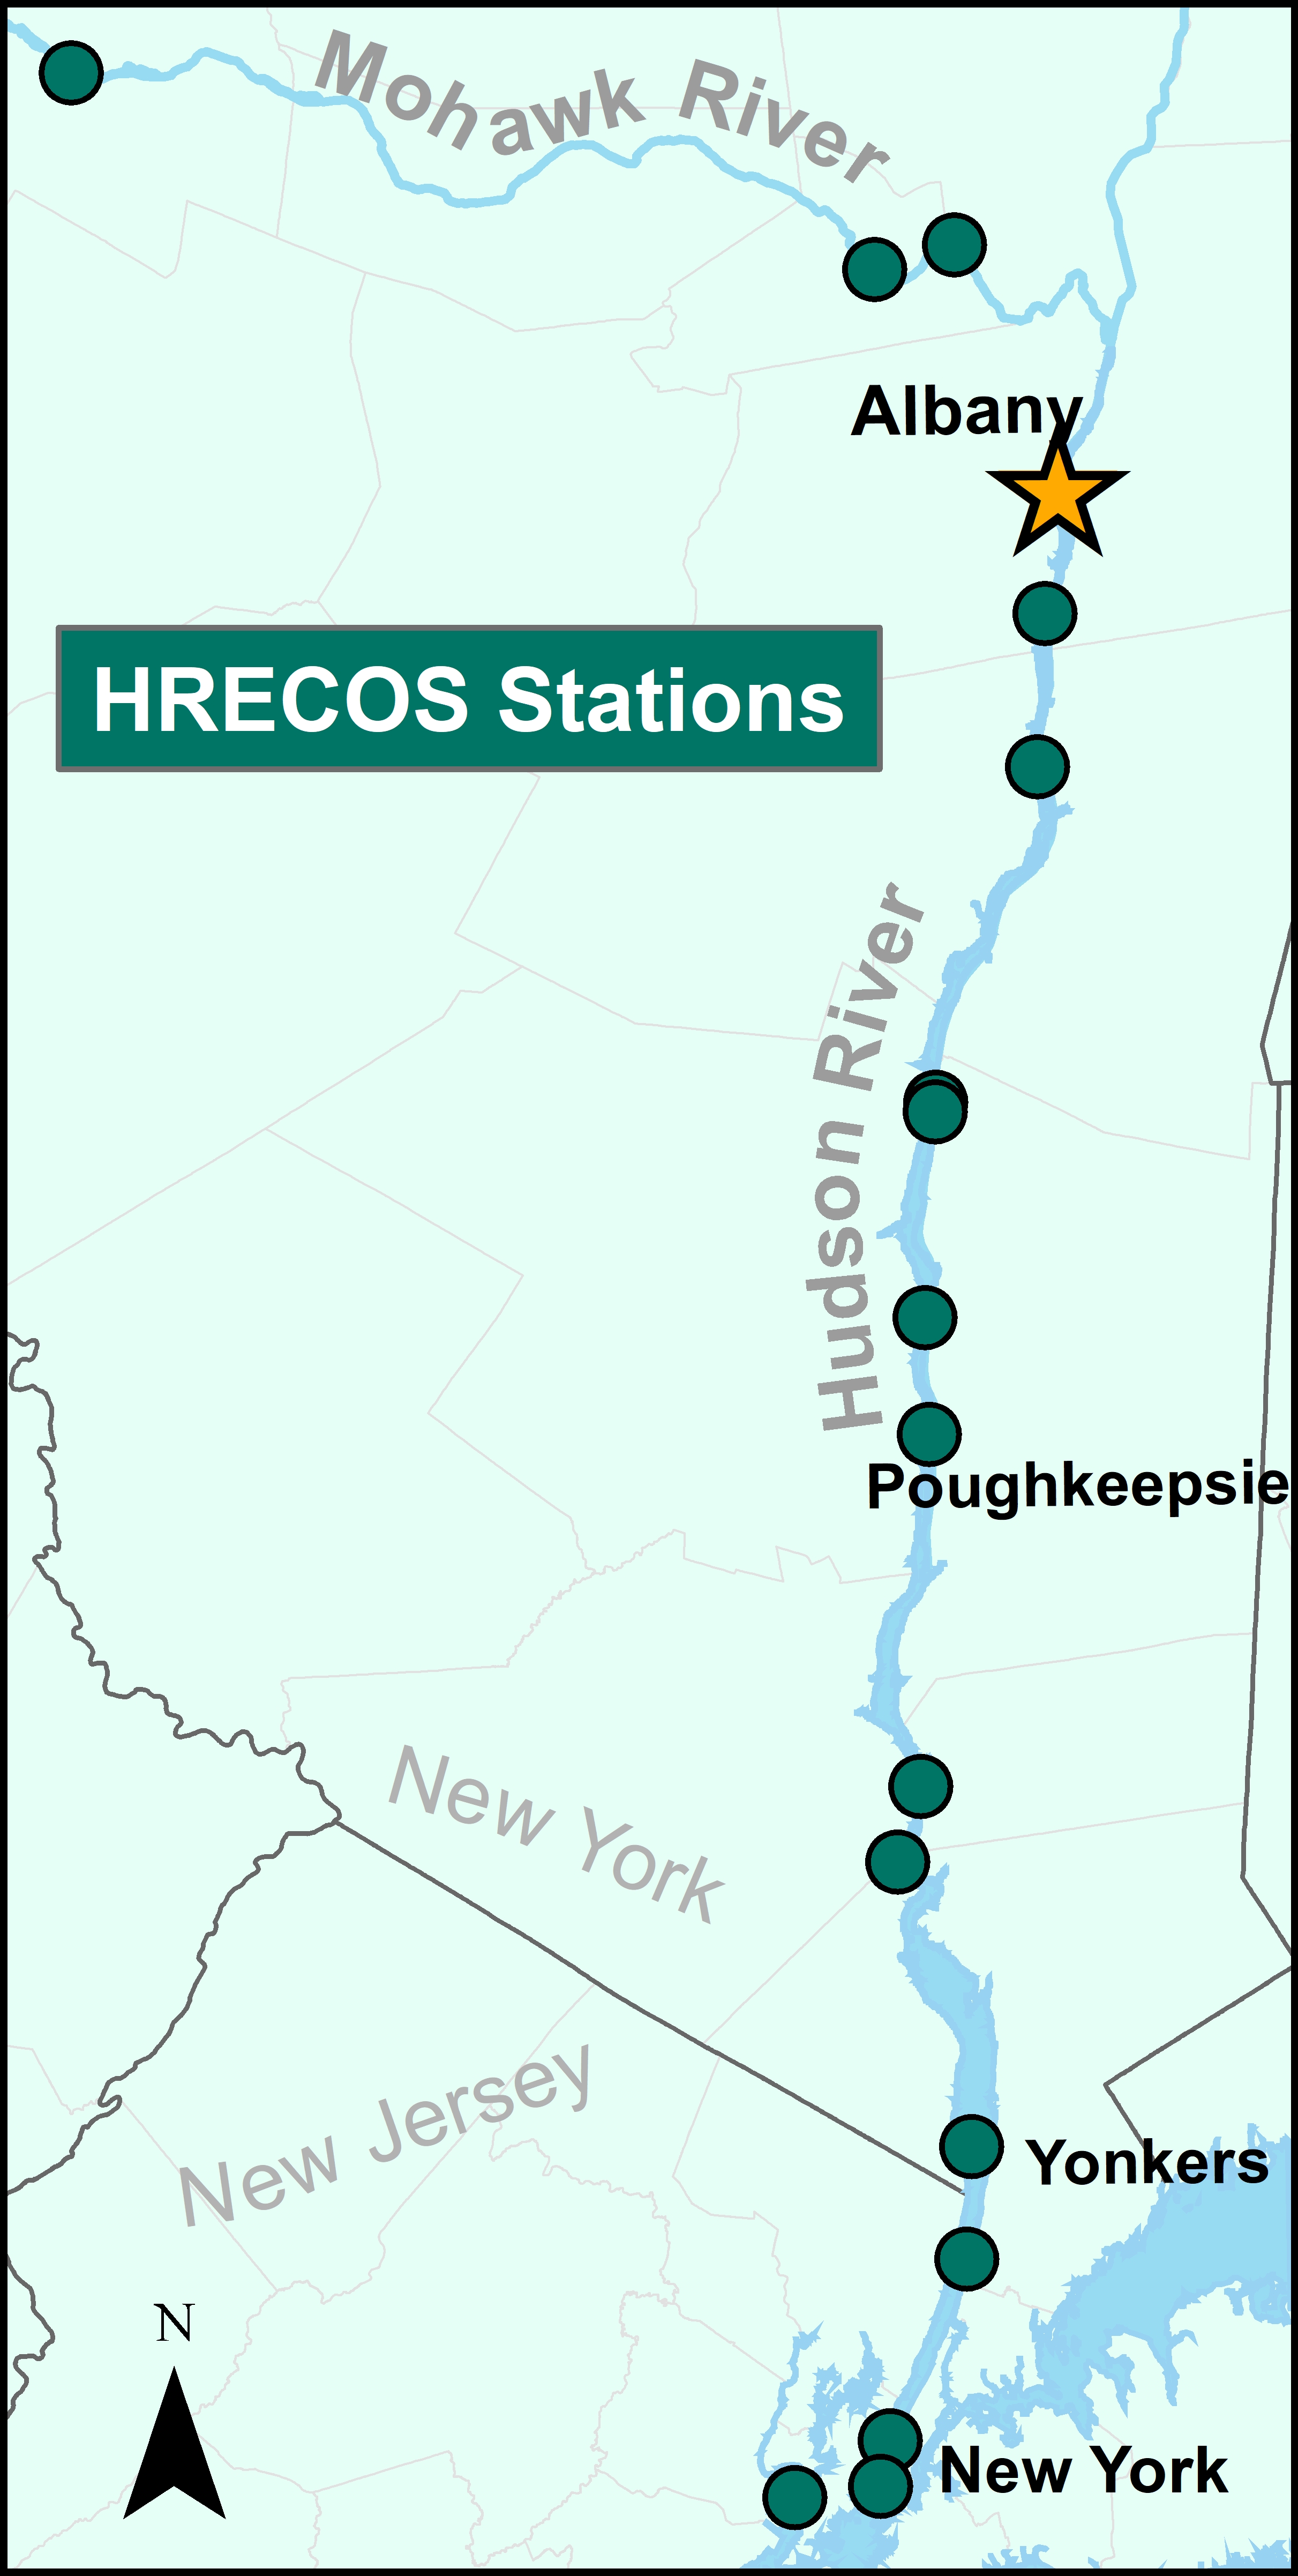 Mohawk River
Albany
HRECOS Stations
Hudson River
Poughkeepsie
New York
New Jersey
Yonkers
N
New York